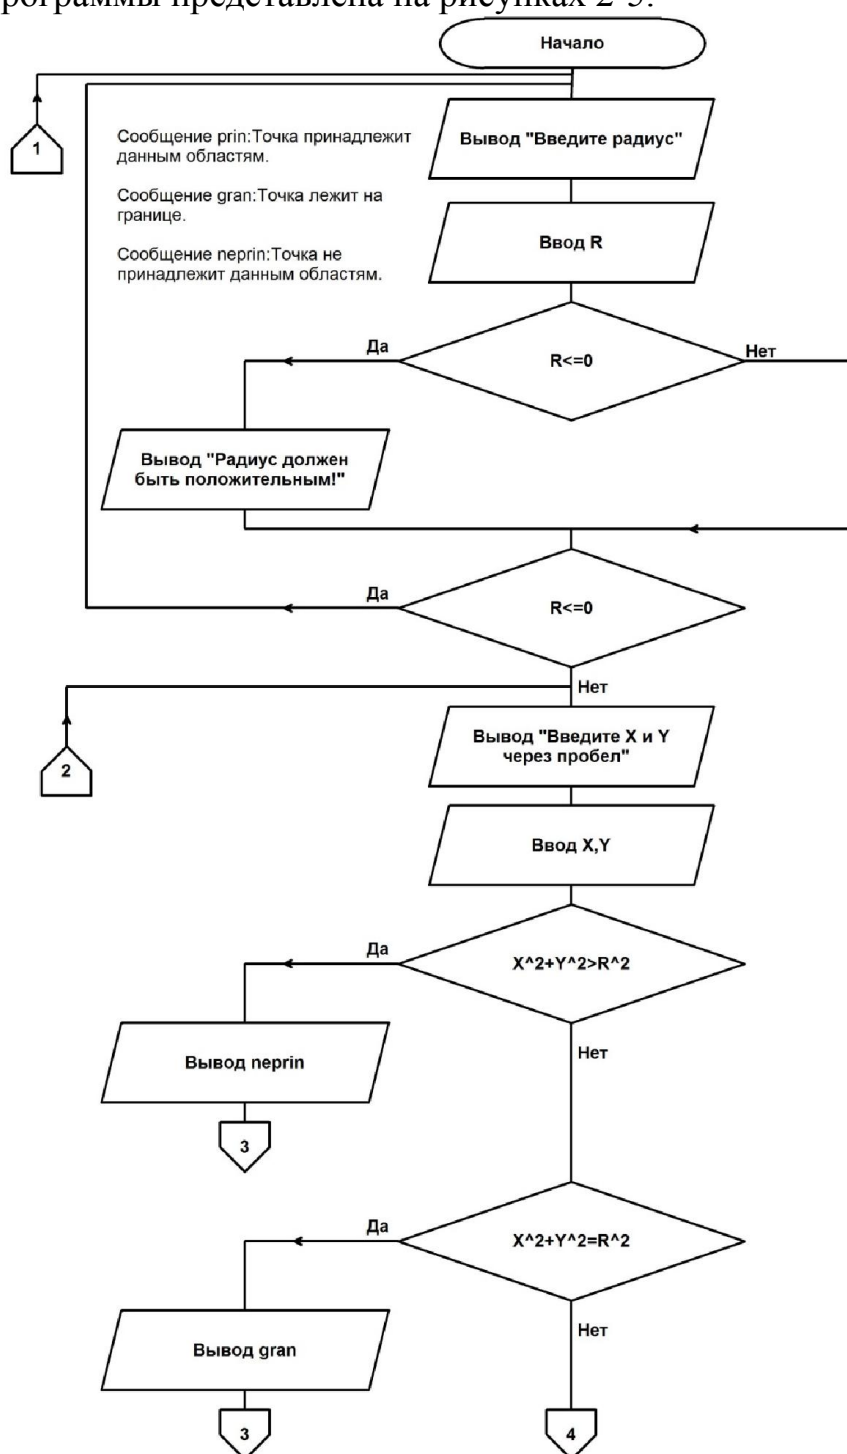 рограммы представлена на рисунках 2-5.
Начало
1
Сообщение prin:Точка принадлежит
данным областям.
Сообщение gran:Точка лежит на
границе.
Сообщение neprin:Точка не
принадлежит данным областям.
Вывод "Введите радиус"
Ввод R
Да
R<=0
Нет
Вывод "Радиус должен
быть положительным!"
Да
R<=0
Нет
2
Вывод "Введите X и Y
через пробел"
Ввод X,Y
Да
X^2+Y^2>R^2
Нет
Вывод neprin
3
Да
X^2+Y^2=R^2
Нет
Вывод gran
3
4